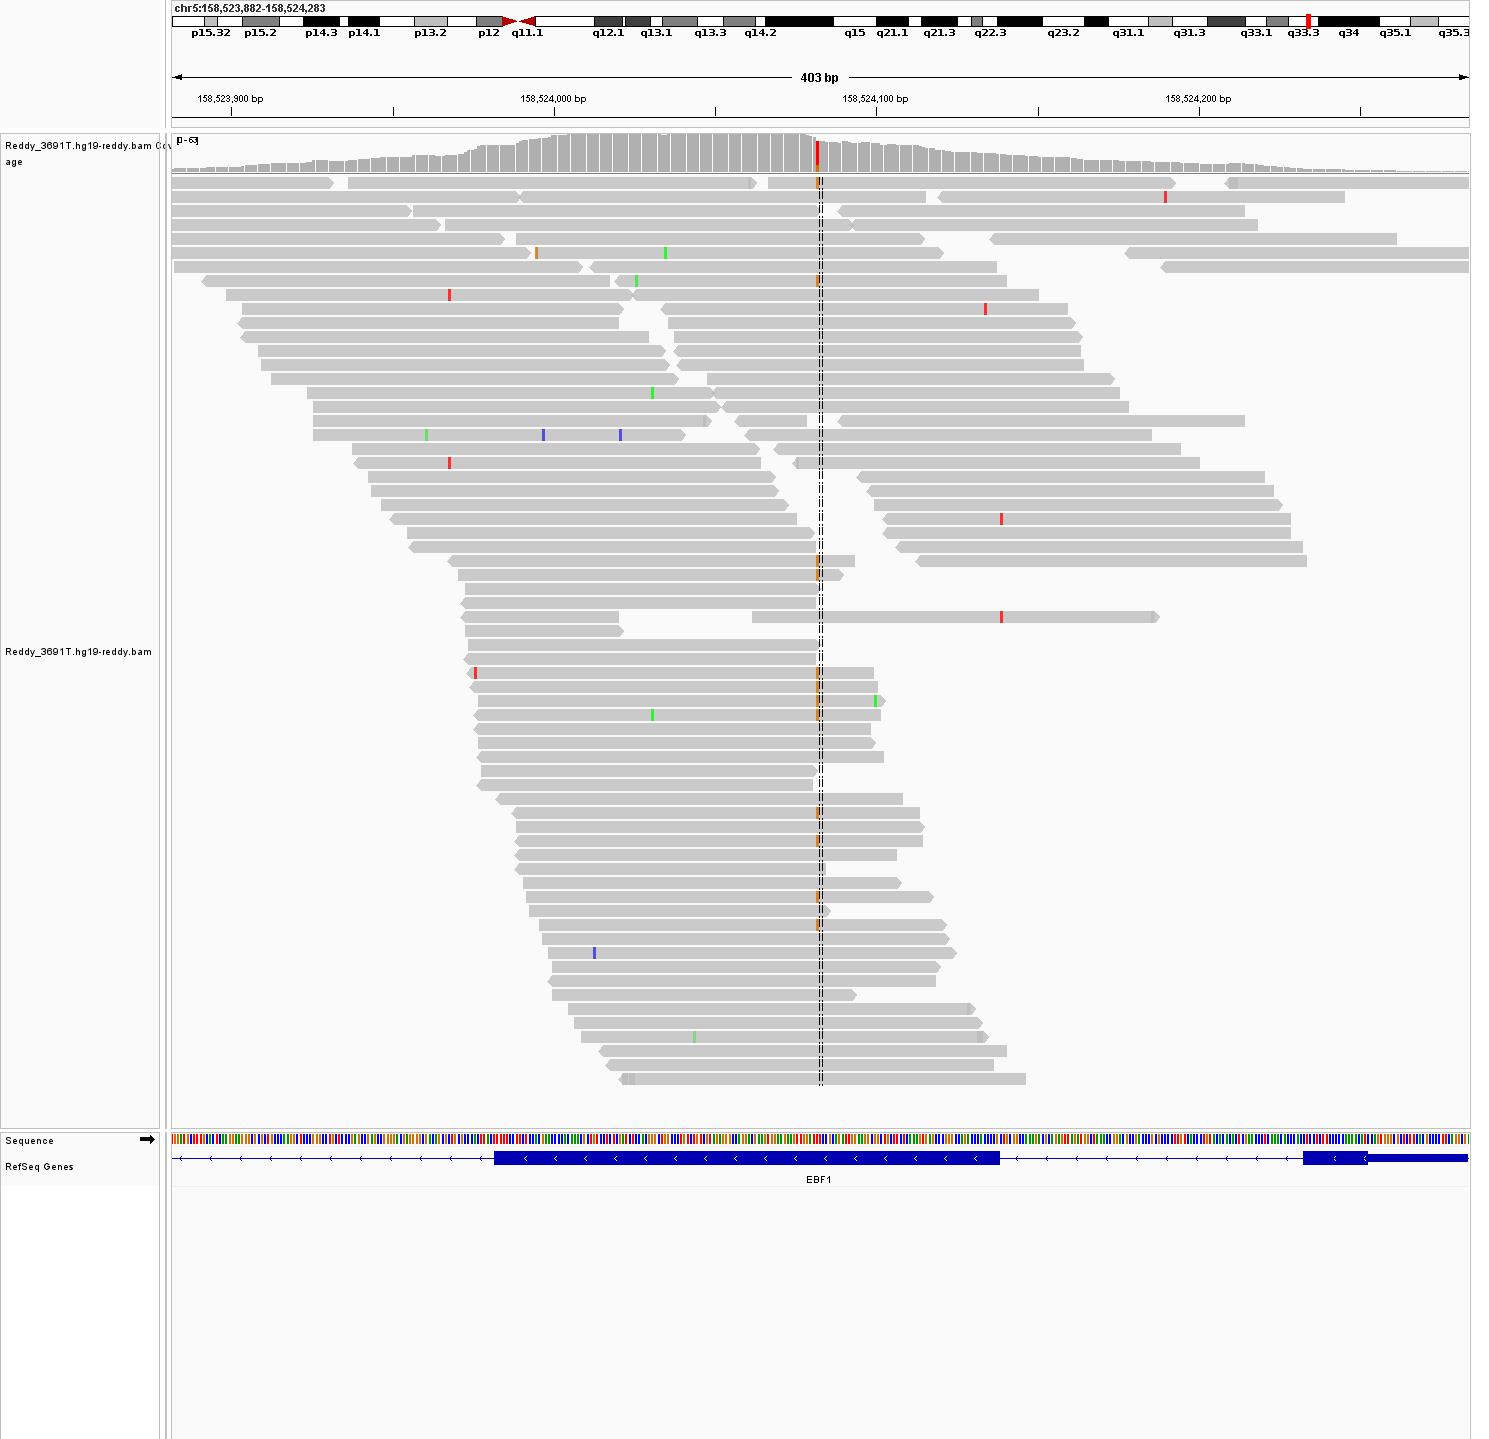 chr5:158,523,882-158,524,283
p15.32 p15.2 p14.3 p14.1 p13.2 p12 q11.1 q12.1 q13.1 q13.3 q14.2 q15 q21.1 q21.3 q22.3 q23.2 q31.1 q31.3 q33.1 q33.3 q34 q35.1 q35.3
403 bp
158,523,900 bp 158,524,000 bp 158,524,100 bp 158,524,200 bp
[0-63]
Reddy_3691T.hg19-reddy.bam Cov
age
Reddy_3691T.hg19-reddy.bam
Sequence
RefSeq Genes
EBF1